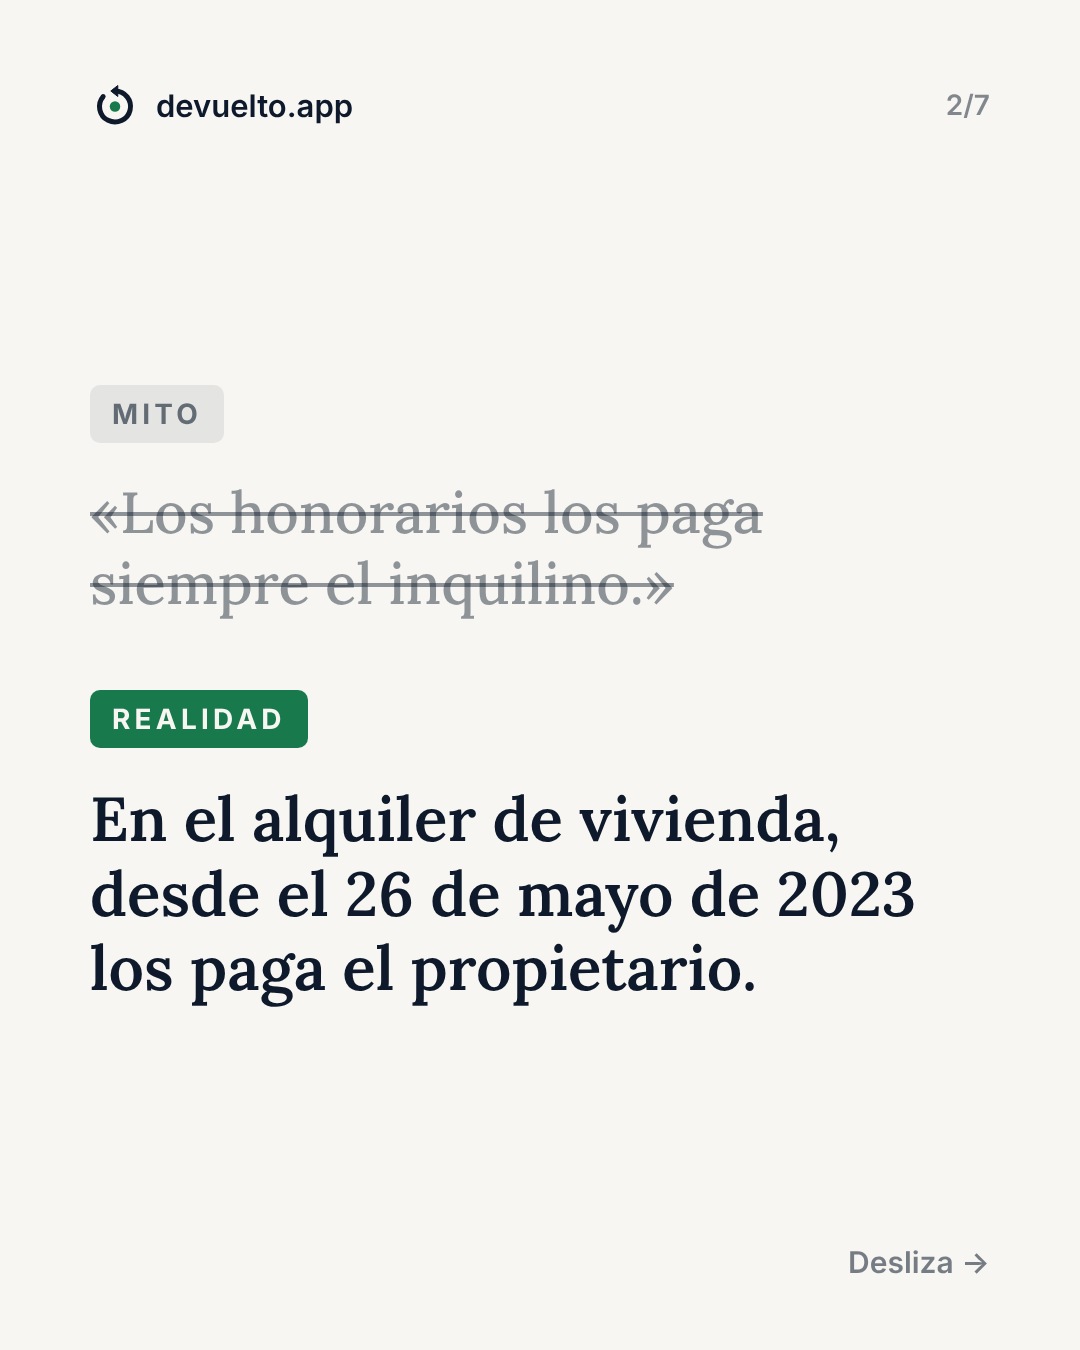 devuelto.app
2/7
MITO
«Los honorarios los paga
siempre el inquilino.»
REALIDAD
En el alquiler de vivienda,
desde el 26 de mayo de 2023
los paga el propietario.
Desliza →